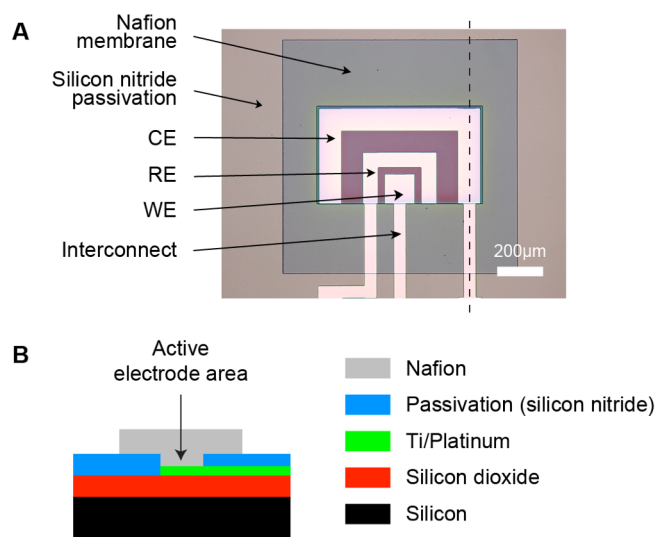 A
Nafion
membrane
Silicon nitride
passivation
CE
RE
WE
Interconnect
200µm
B
Active
electrode area
Nafion
Passivation (silicon nitride)
Ti/Platinum
Silicon dioxide
Silicon